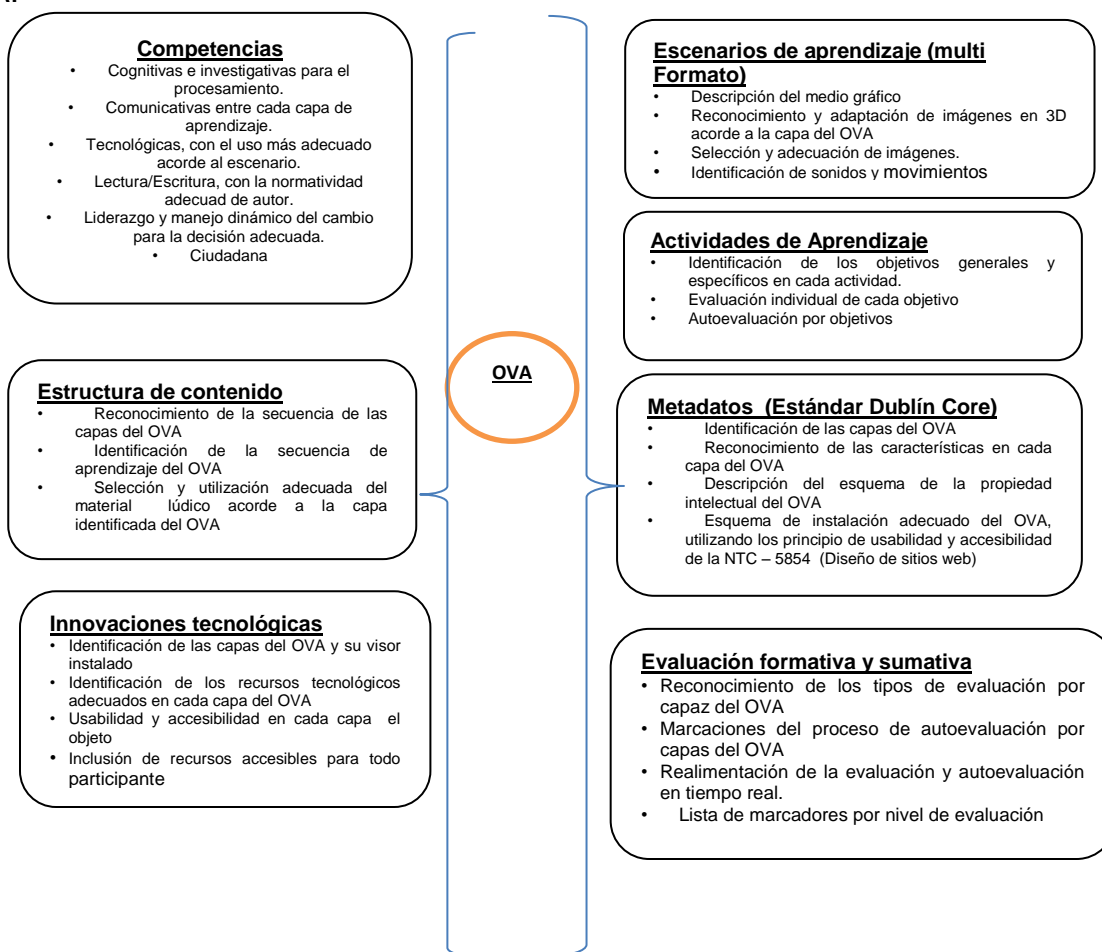 Competencias
• Cognitivas e investigativas para el
procesamiento.
• Comunicativas entre cada capa de
aprendizaje.
• Tecnológicas, con el uso más adecuado
acorde al escenario.
• Lectura/Escritura, con la normatividad
adecuad de autor.
• Liderazgo y manejo dinámico del cambio
para la decisión adecuada.
• Ciudadana
Estructura de contenido
• Reconocimiento de la secuencia de las
capas del OVA
• Identificación de la secuencia de
aprendizaje del OVA
• Selección y utilización adecuada del
material lúdico acorde a la capa
identificada del OVA
Innovaciones tecnológicas
• Identificación de las capas del OVA y su visor
instalado
• Identificación de los recursos tecnológicos
adecuados en cada capa del OVA
• Usabilidad y accesibilidad en cada capa el
objeto
• Inclusión de recursos accesibles para todo
participante
OVA
Escenarios de aprendizaje (multi
Formato)
• Descripción del medio gráfico
• Reconocimiento y adaptación de imágenes en 3D
acorde a la capa del OVA
• Selección y adecuación de imágenes.
• Identificación de sonidos y movimientos
Actividades de Aprendizaje
• Identificación de los objetivos generales y
específicos en cada actividad.
• Evaluación individual de cada objetivo
• Autoevaluación por objetivos
Metadatos (Estándar Dublín Core)
• Identificación de las capas del OVA
• Reconocimiento de las características en cada
capa del OVA
• Descripción del esquema de la propiedad
intelectual del OVA
• Esquema de instalación adecuado del OVA,
utilizando los principio de usabilidad y accesibilidad
de la NTC – 5854 (Diseño de sitios web)
Evaluación formativa y sumativa
• Reconocimiento de los tipos de evaluación por
capaz del OVA
• Marcaciones del proceso de autoevaluación por
capas del OVA
• Realimentación de la evaluación y autoevaluación
en tiempo real.
• Lista de marcadores por nivel de evaluación